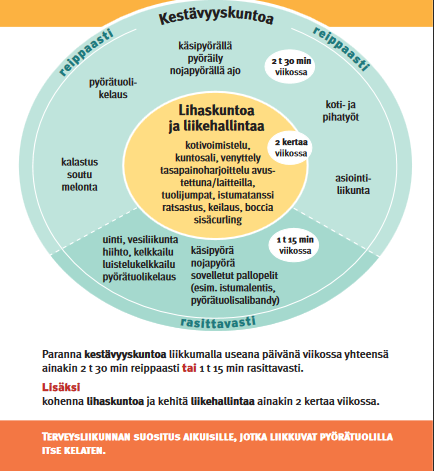 Kestävyyskuntoa
reippaasti
reippaasti
käsipyörällä
pyöräily
nojapyörällä ajo
2 t 30 min
viikossa
pyörätuoli-
kelaus
koti- ja
pihatyöt
Lihaskuntoa
ja liikehallintaa
2 kertaa
viikossa
kotivoimistelu,
kuntosali, venyttely
tasapainoharjoittelu avus-
tettuna/laitteilla,
tuolijumpat, istumatanssi
ratsastus, keilaus, boccia
sisäcurling
kalastus
soutu
melonta
asiointi-
liikunta
uinti, vesiliikunta
hiihto, kelkkailu
luistelukelkkailu
pyörätuolikelaus
käsipyörä
nojapyörä
sovelletut pallopelit
(esim. istumalentis,
pyörätuolisalibandy)
1 t 15 min
viikossa
rasittavasti
Paranna kestävyyskuntoa liikkumalla useana päivänä viikossa yhteensä
ainakin 2 t 30 min reippaasti tai 1 t 15 min rasittavasti.
Lisäksi
kohenna lihaskuntoa ja kehitä liikehallintaa ainakin 2 kertaa viikossa.
Terveysliikunnan suositus aikuisille, jotka liikkuvat pyörätuolilla
itse kelaten.